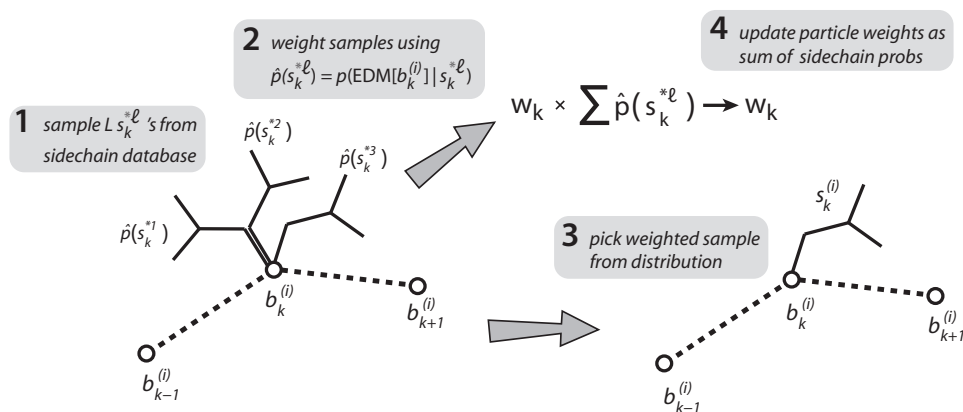 1 sample L s_k^{*ℓ} 's from
sidechain database
2 weight samples using
p̂(s_k^{*ℓ}) = p(EDM[b_k^{(i)}] | s_k^{*ℓ})
p̂(s_k^{*1})
p̂(s_k^{*2})
p̂(s_k^{*3})
b_k^{(i)}
b_{k+1}^{(i)}
b_{k−1}^{(i)}
3 pick weighted sample
from distribution
s_k^{(i)}
b_k^{(i)}
b_{k+1}^{(i)}
b_{k−1}^{(i)}
4 update particle weights as
sum of sidechain probs
w_k × ∑ p̂(s_k^{*ℓ}) → w_k